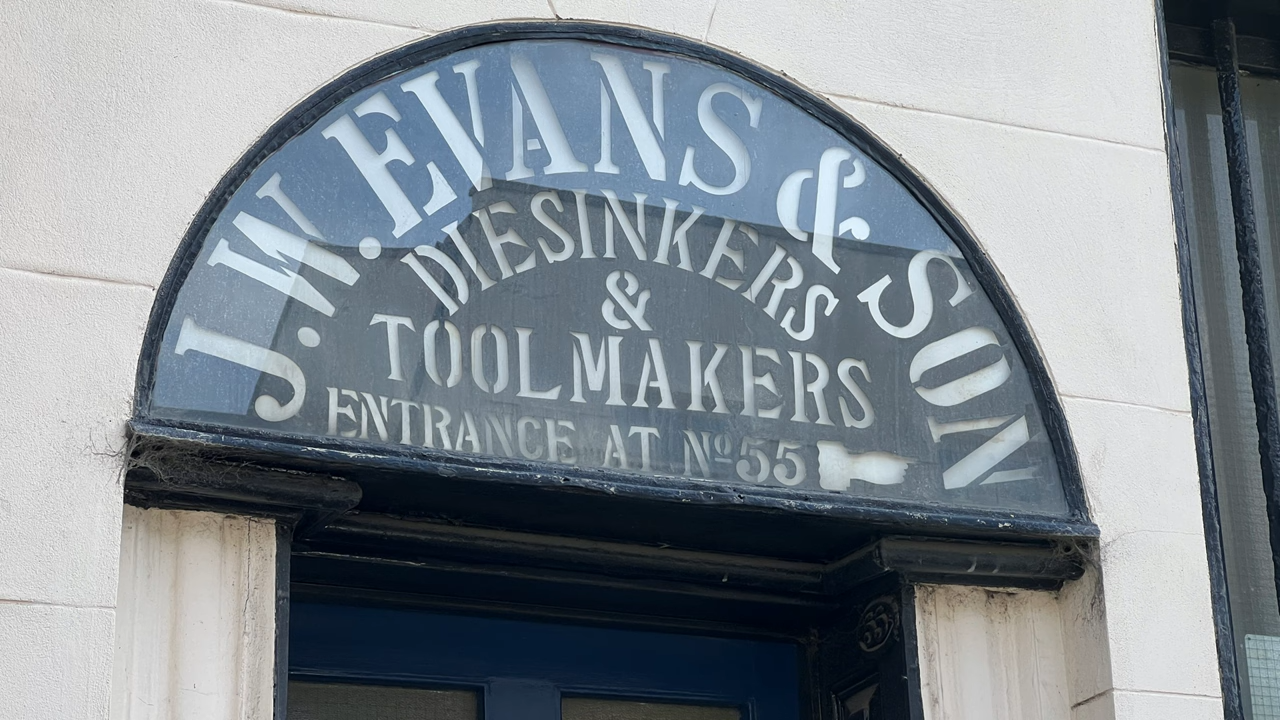 J.W.EVANS & SON
DIESINKERS
&
TOOLMAKERS
ENTRANCE AT Nº 55